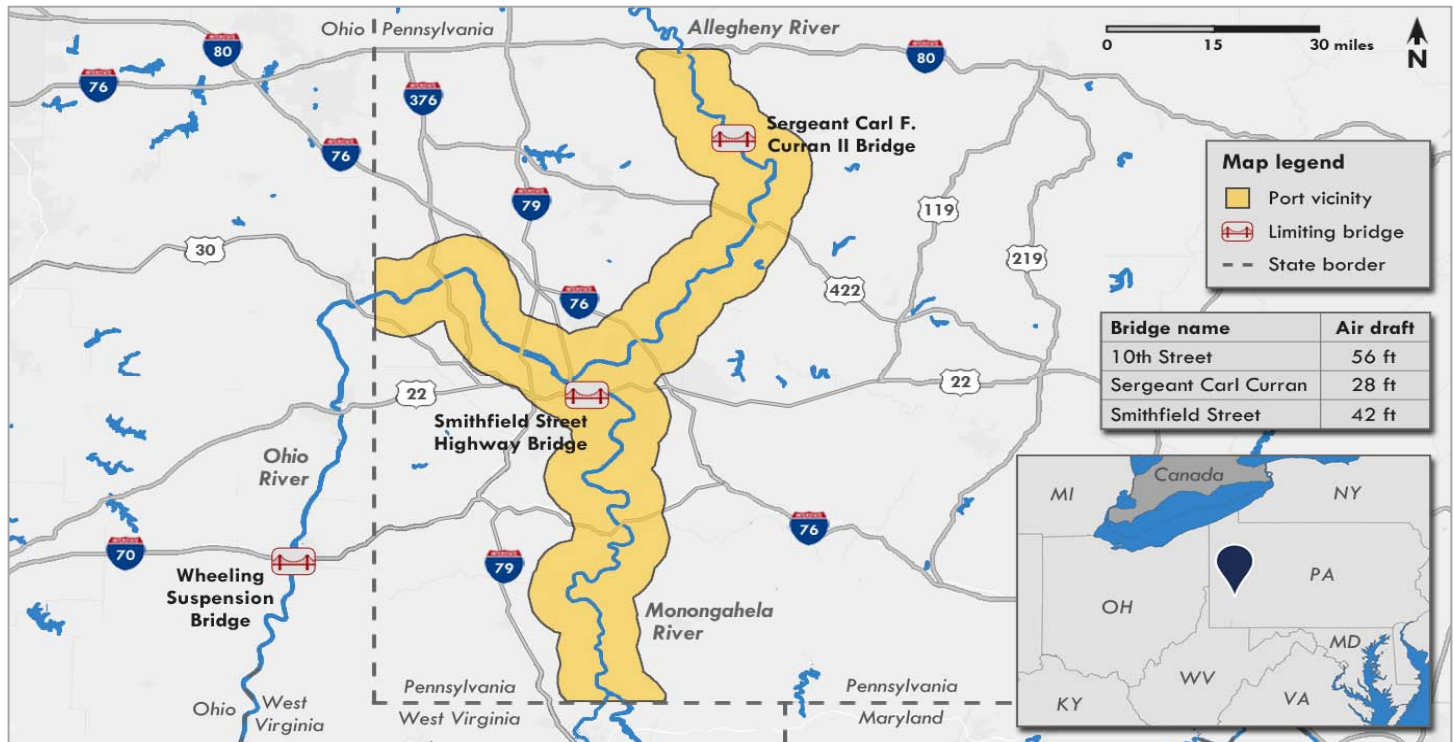 Ohio
Pennsylvania
Allegheny River
0 15 30 miles
N
80
76
376
80
76
Sergeant Carl F.
Curran II Bridge
Map legend
Port vicinity
Limiting bridge
State border
79
119
30
219
76
422
Bridge name Air draft
10th Street 56 ft
Sergeant Carl Curran 28 ft
Smithfield Street 42 ft
22
22
Smithfield Street
Highway Bridge
Ohio
River
Canada
MI
NY
76
70
79
Wheeling
Suspension
Bridge
PA
OH
Monongahela
River
MD
WV
KY
VA
Pennsylvania
Pennsylvania
Ohio
West
Virginia
West Virginia
Maryland